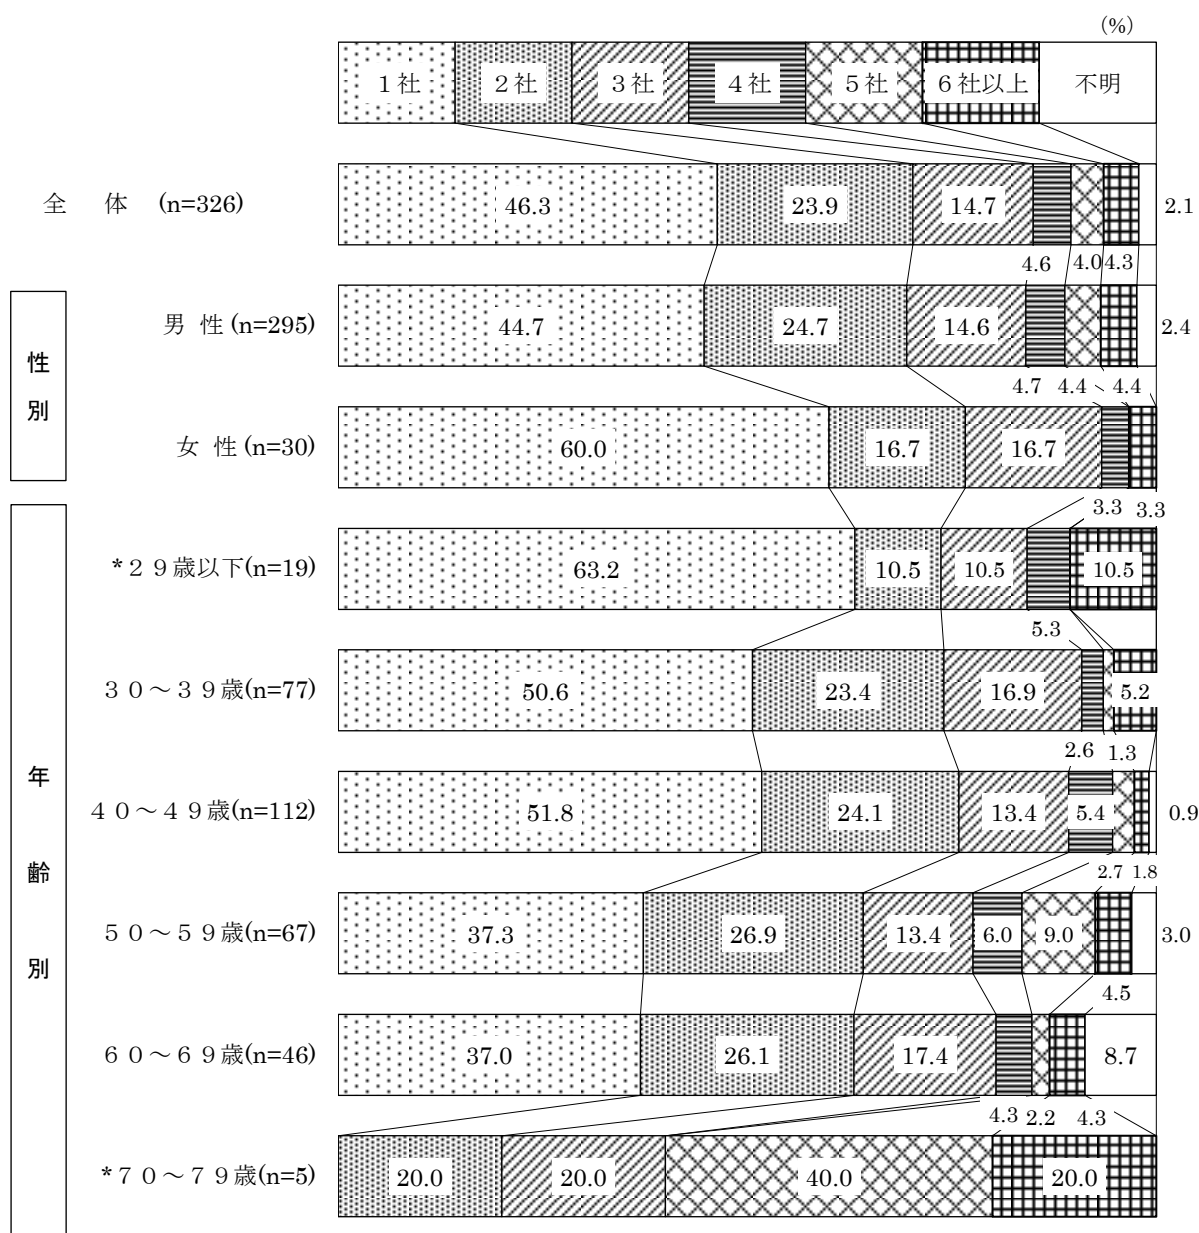 (%)
1社 2社 3社 4社 5社 6社以上 不明
全 体 (n=326) 46.3 23.9 14.7 2.1
4.6 4.0 4.3
性別
男 性(n=295) 44.7 24.7 14.6 2.4
4.7 4.4 4.4
女 性(n=30) 60.0 16.7 16.7
3.3 3.3
年齢別
*29歳以下(n=19) 63.2 10.5 10.5 10.5
5.3
30～39歳(n=77) 50.6 23.4 16.9 5.2
2.6 1.3
40～49歳(n=112) 51.8 24.1 13.4 5.4 0.9
2.7 1.8
50～59歳(n=67) 37.3 26.9 13.4 6.0 9.0 3.0
4.5
60～69歳(n=46) 37.0 26.1 17.4 8.7
4.3 2.2 4.3
*70～79歳(n=5) 20.0 20.0 40.0 20.0